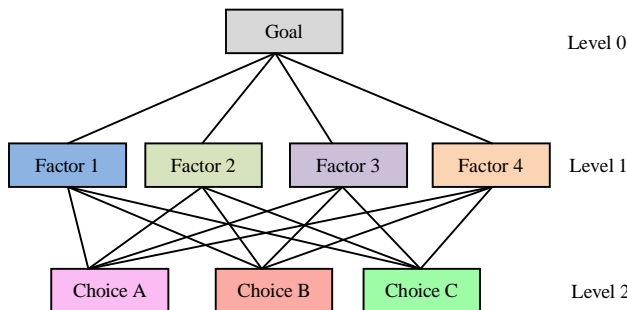 Goal
Level 0
Factor 1
Factor 2
Factor 3
Factor 4
Level 1
Choice A
Choice B
Choice C
Level 2